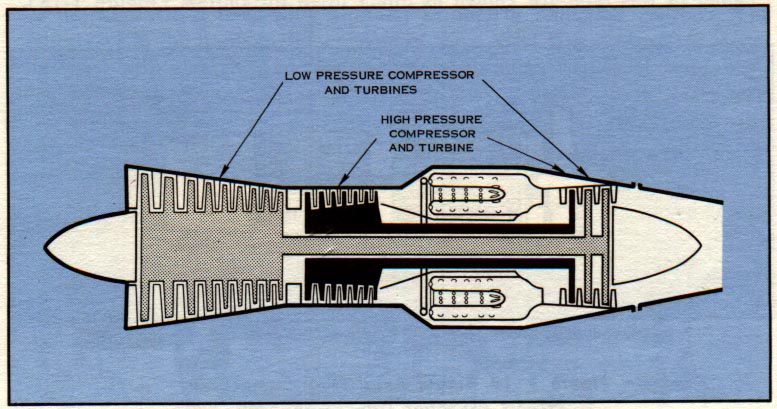 LOW PRESSURE COMPRESSOR
AND TURBINES
HIGH PRESSURE
COMPRESSOR
AND TURBINE